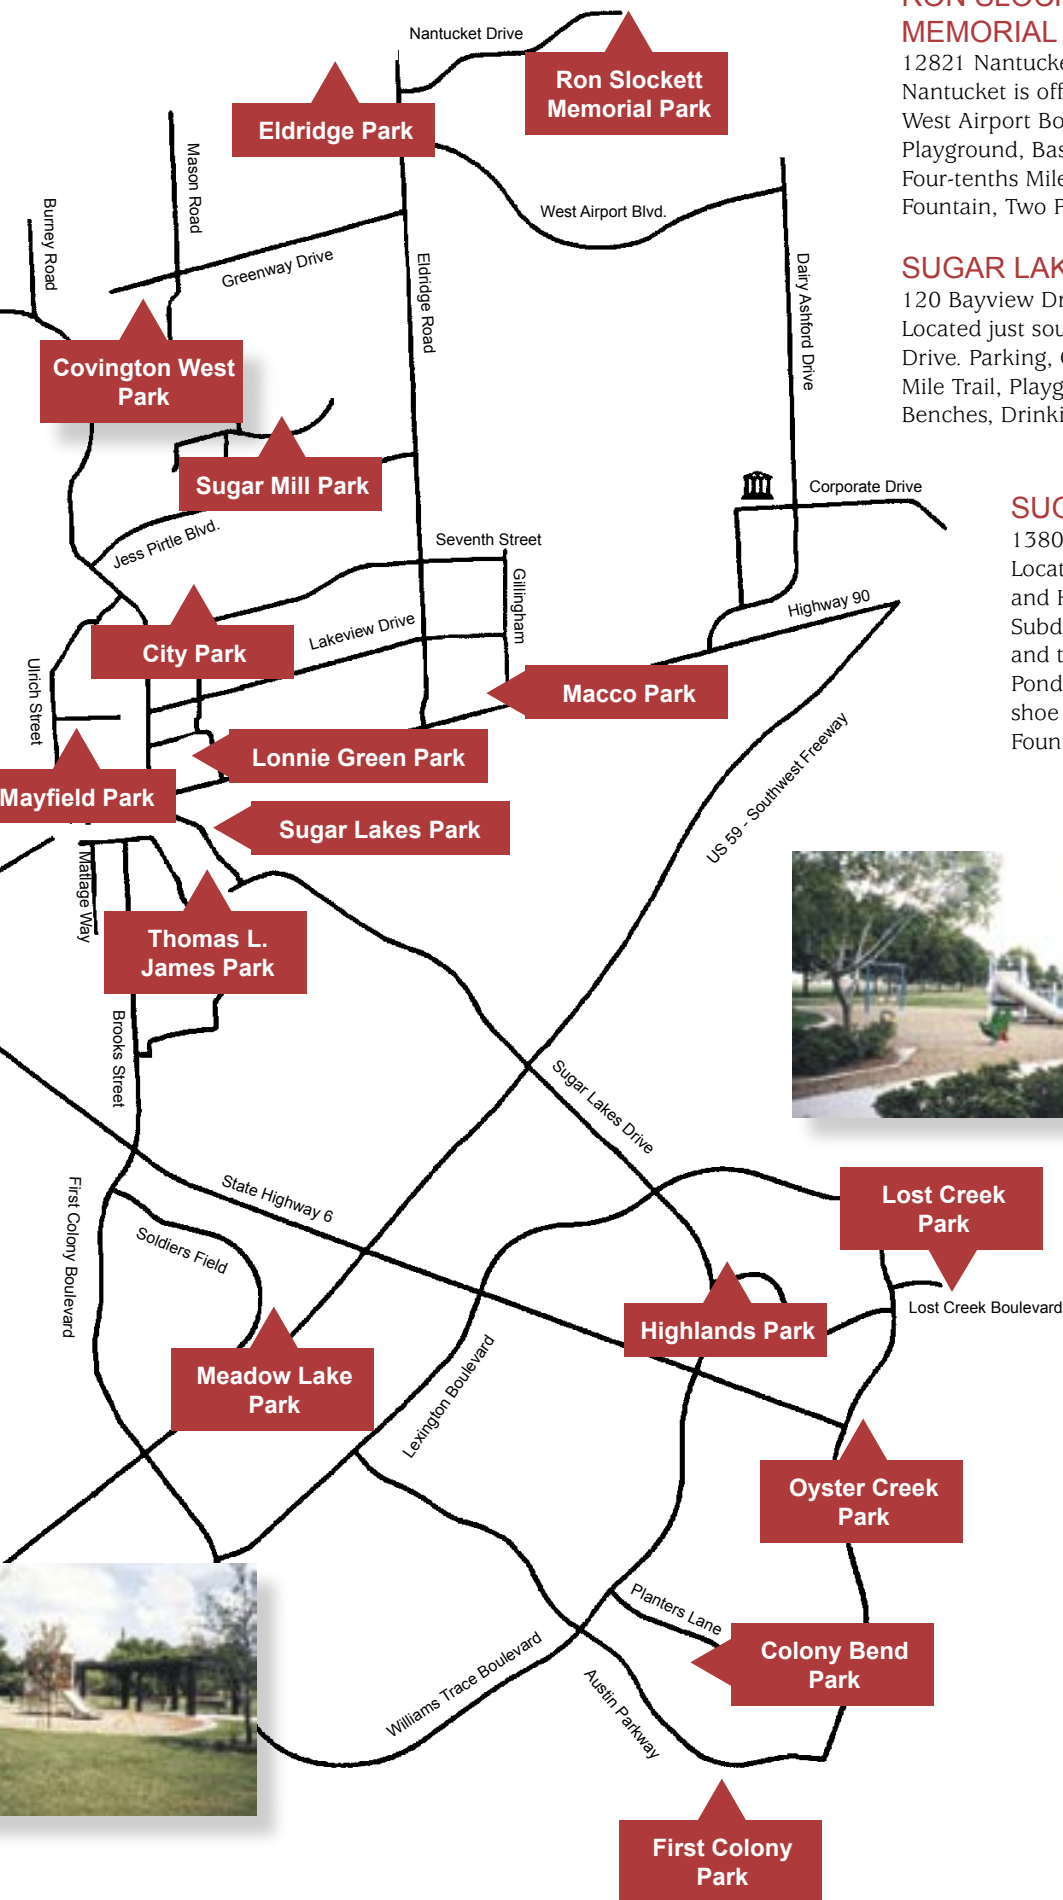 RON SLOCK
MEMORIAL
12821 Nantucke
Nantucket is off
West Airport Bo
Playground, Bas
Four-tenths Mile
Fountain, Two P
SUGAR LAK
120 Bayview Dr
Located just sou
Drive. Parking,
Mile Trail, Playg
Benches, Drinki
SUG
1380
Locat
and H
Subd
and t
Pond
shoe
Foun
Nantucket Drive
Ron Slockett
Memorial Park
Eldridge Park
Mason Road
Burney Road
West Airport Blvd.
Greenway Drive
Eldridge Road
Dairy Ashford Drive
Covington West
Park
Sugar Mill Park
Corporate Drive
Jess Pirtle Blvd.
Seventh Street
Gillingham
Highway 90
Lakeview Drive
City Park
Ulrich Street
Macco Park
Lonnie Green Park
US 59 - Southwest Freeway
Mayfield Park
Sugar Lakes Park
Matlage Way
Thomas L.
James Park
Brooks Street
Sugar Lakes Drive
State Highway 6
First Colony Boulevard
Soldiers Field
Lost Creek
Park
Lost Creek Boulevard
Highlands Park
Meadow Lake
Park
Lexington Boulevard
Oyster Creek
Park
Planters Lane
Colony Bend
Park
Williams Trace Boulevard
Austin Parkway
First Colony
Park